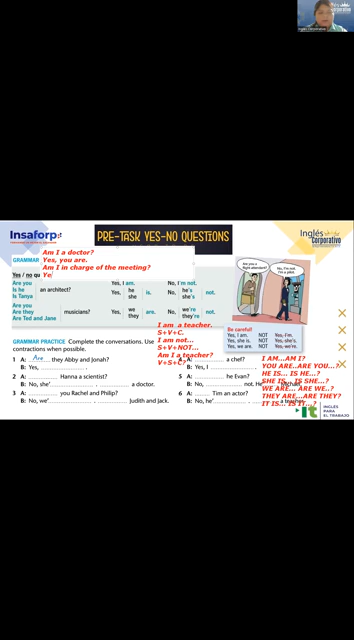 Inglés Corporativo
Insaforp
PRE-TASK YES-NO QUESTIONS
Inglés
Corporativo
GRAMMAR
Am I a doctor?
Yes, you are.
Am I in charge of the meeting?
Ye
Yes / no qu
Are you
Is he
Is Tanya
an architect?
Yes, I am.
Yes, he she is.
No, I'm not.
No, he's she's not.
Are you
Are they
Are Ted and Jane
musicians?
Yes, we they are.
No, we're they're not.
Are you a flight attendant?
No, I'm not. I'm a pilot.
Be careful!
Yes, I am. NOT Yes, I'm.
Yes, she is. NOT Yes, she's.
Yes, we are. NOT Yes, we're.
I am a teacher.
S+V+C.
I am not...
S+V+NOT...
Am I a teacher?
V+S+C?
GRAMMAR PRACTICE Complete the conversations. Use
contractions when possible.
1 A: Are they Abby and Jonah?
B: Yes,
2 A: Hanna a scientist?
B: No, she' , a doctor.
3 A: you Rachel and Philip?
B: No, we' , Judith and Jack.
A: a chef?
B: Yes, I
5 A: he Evan?
B: No, not. He Michael.
6 A: Tim an actor?
B: No, he' , a teacher.
I AM...AM I?
YOU ARE..ARE YOU...?
HE IS... IS HE...?
SHE IS... IS SHE...?
WE ARE... ARE WE..?
THEY ARE...ARE THEY?
IT IS... IS IT...?
INGLÉS
PARA
EL TRABAJO